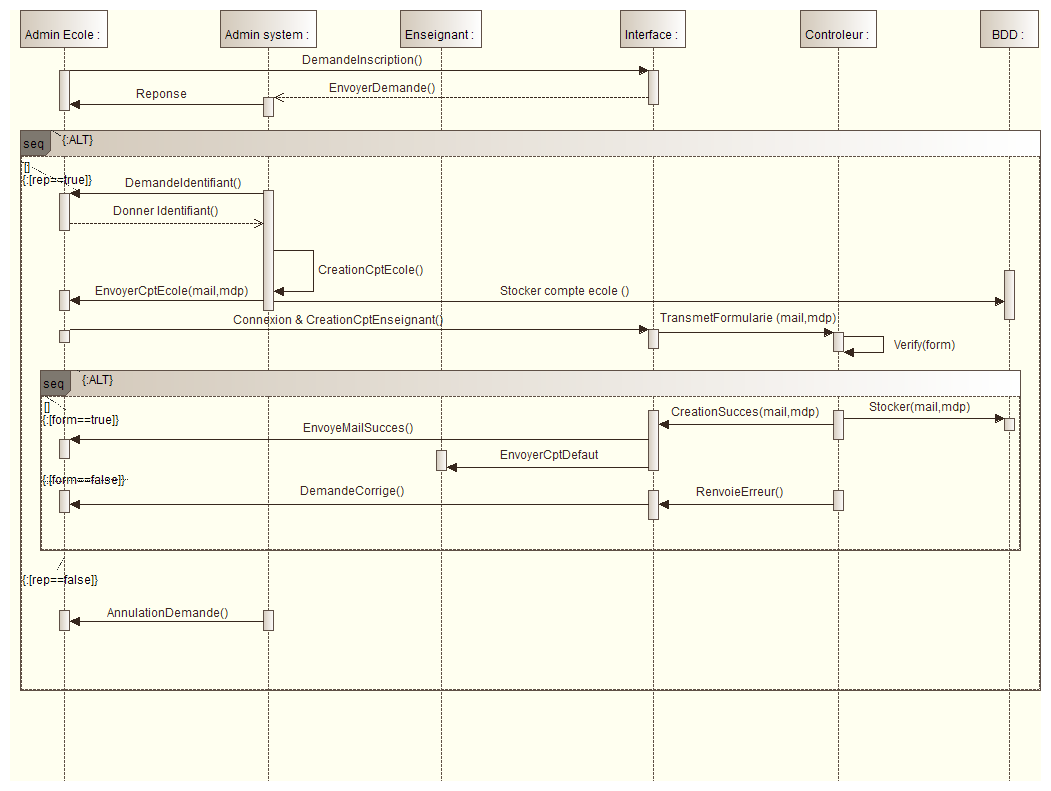 Admin Ecole :
Admin system :
Enseignant :
Interface :
Controleur :
BDD :
DemandeInscription()
EnvoyerDemande()
Reponse
seq
{:ALT}
[]
{:[rep==true]}
DemandeIdentifiant()
Donner Identifiant()
CreationCptEcole()
EnvoyerCptEcole(mail,mdp)
Stocker compte ecole ()
Connexion & CreationCptEnseignant()
TransmetFormularie (mail,mdp)
Verify(form)
seq
{:ALT}
[]
{:[form==true]}
CreationSucces(mail,mdp)
Stocker(mail,mdp)
EnvoyeMailSucces()
EnvoyerCptDefaut
{:[form==false]}
DemandeCorrige()
RenvoieErreur()
{:[rep==false]}
AnnulationDemande()